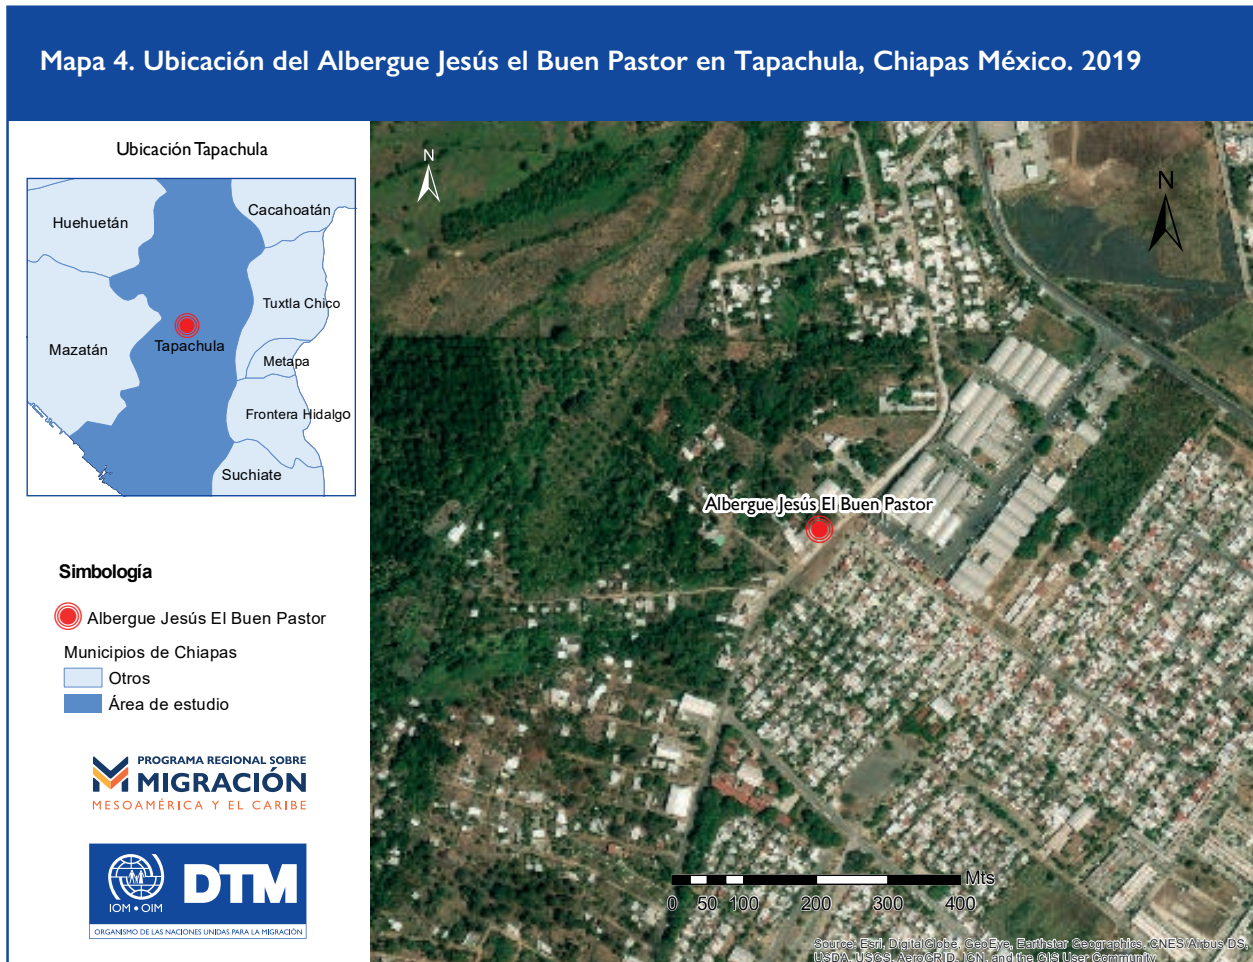 Mapa 4. Ubicación del Albergue Jesús el Buen Pastor en Tapachula, Chiapas México. 2019
Ubicación Tapachula
Huehuetán
Cacahoatán
Tuxtla Chico
Mazatán
Tapachula
Metapa
Frontera Hidalgo
Suchiate
Simbología
Albergue Jesús El Buen Pastor
Municipios de Chiapas
Otros
Área de estudio
PROGRAMA REGIONAL SOBRE
MIGRACIÓN
MESOAMÉRICA Y EL CARIBE
IOM • OIM
DTM
ORGANISMO DE LAS NACIONES UNIDAS PARA LA MIGRACIÓN
N
N
Albergue Jesús El Buen Pastor
Mts
0 50 100 200 300 400
Source: Esri, DigitalGlobe, GeoEye, Earthstar Geographics, CNES/Airbus DS,
USDA, USGS, AeroGRID, IGN, and the GIS User Community